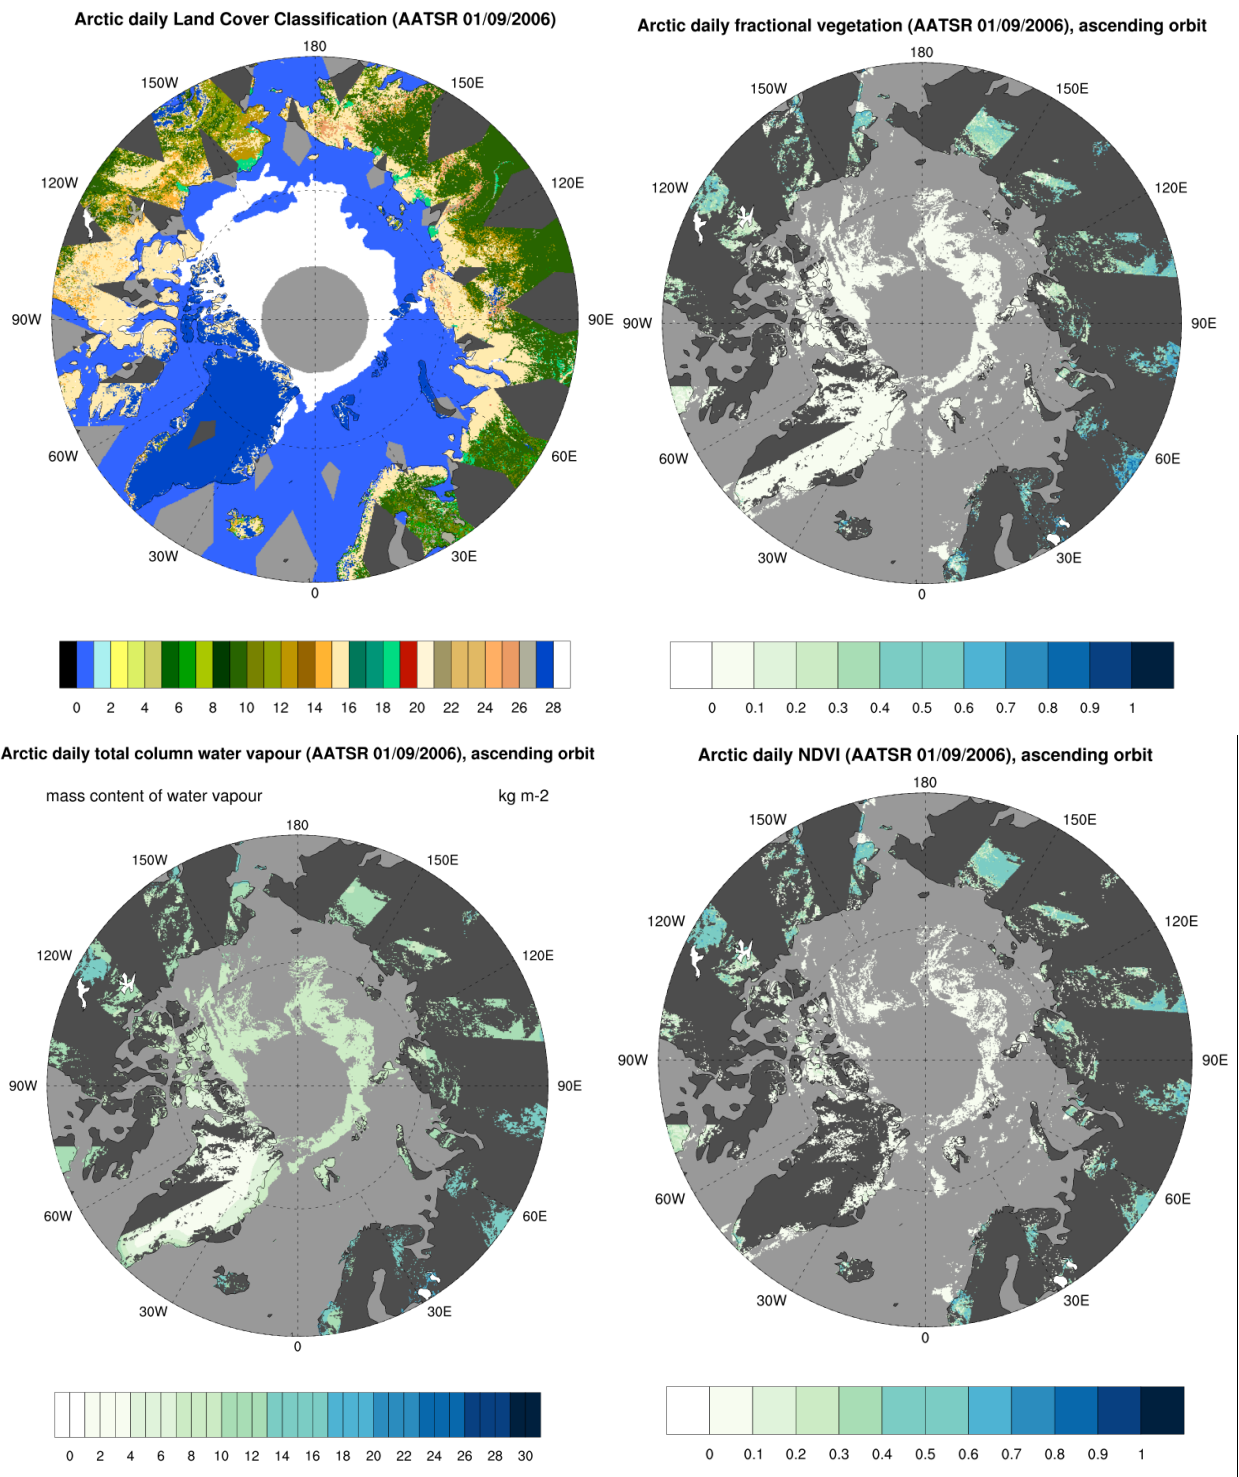 Arctic daily Land Cover Classification (AATSR 01/09/2006)
180
150W 150E
120W 120E
90W 90E
60W 60E
30W 30E
0
0 2 4 6 8 10 12 14 16 18 20 22 24 26 28
Arctic daily fractional vegetation (AATSR 01/09/2006), ascending orbit
180
150W 150E
120W 120E
90W 90E
60W 60E
30W 30E
0
0 0.1 0.2 0.3 0.4 0.5 0.6 0.7 0.8 0.9 1
Arctic daily total column water vapour (AATSR 01/09/2006), ascending orbit
mass content of water vapour kg m-2
180
150W 150E
120W 120E
90W 90E
60W 60E
30W 30E
0
0 2 4 6 8 10 12 14 16 18 20 22 24 26 28 30
Arctic daily NDVI (AATSR 01/09/2006), ascending orbit
180
150W 150E
120W 120E
90W 90E
60W 60E
30W 30E
0
0 0.1 0.2 0.3 0.4 0.5 0.6 0.7 0.8 0.9 1